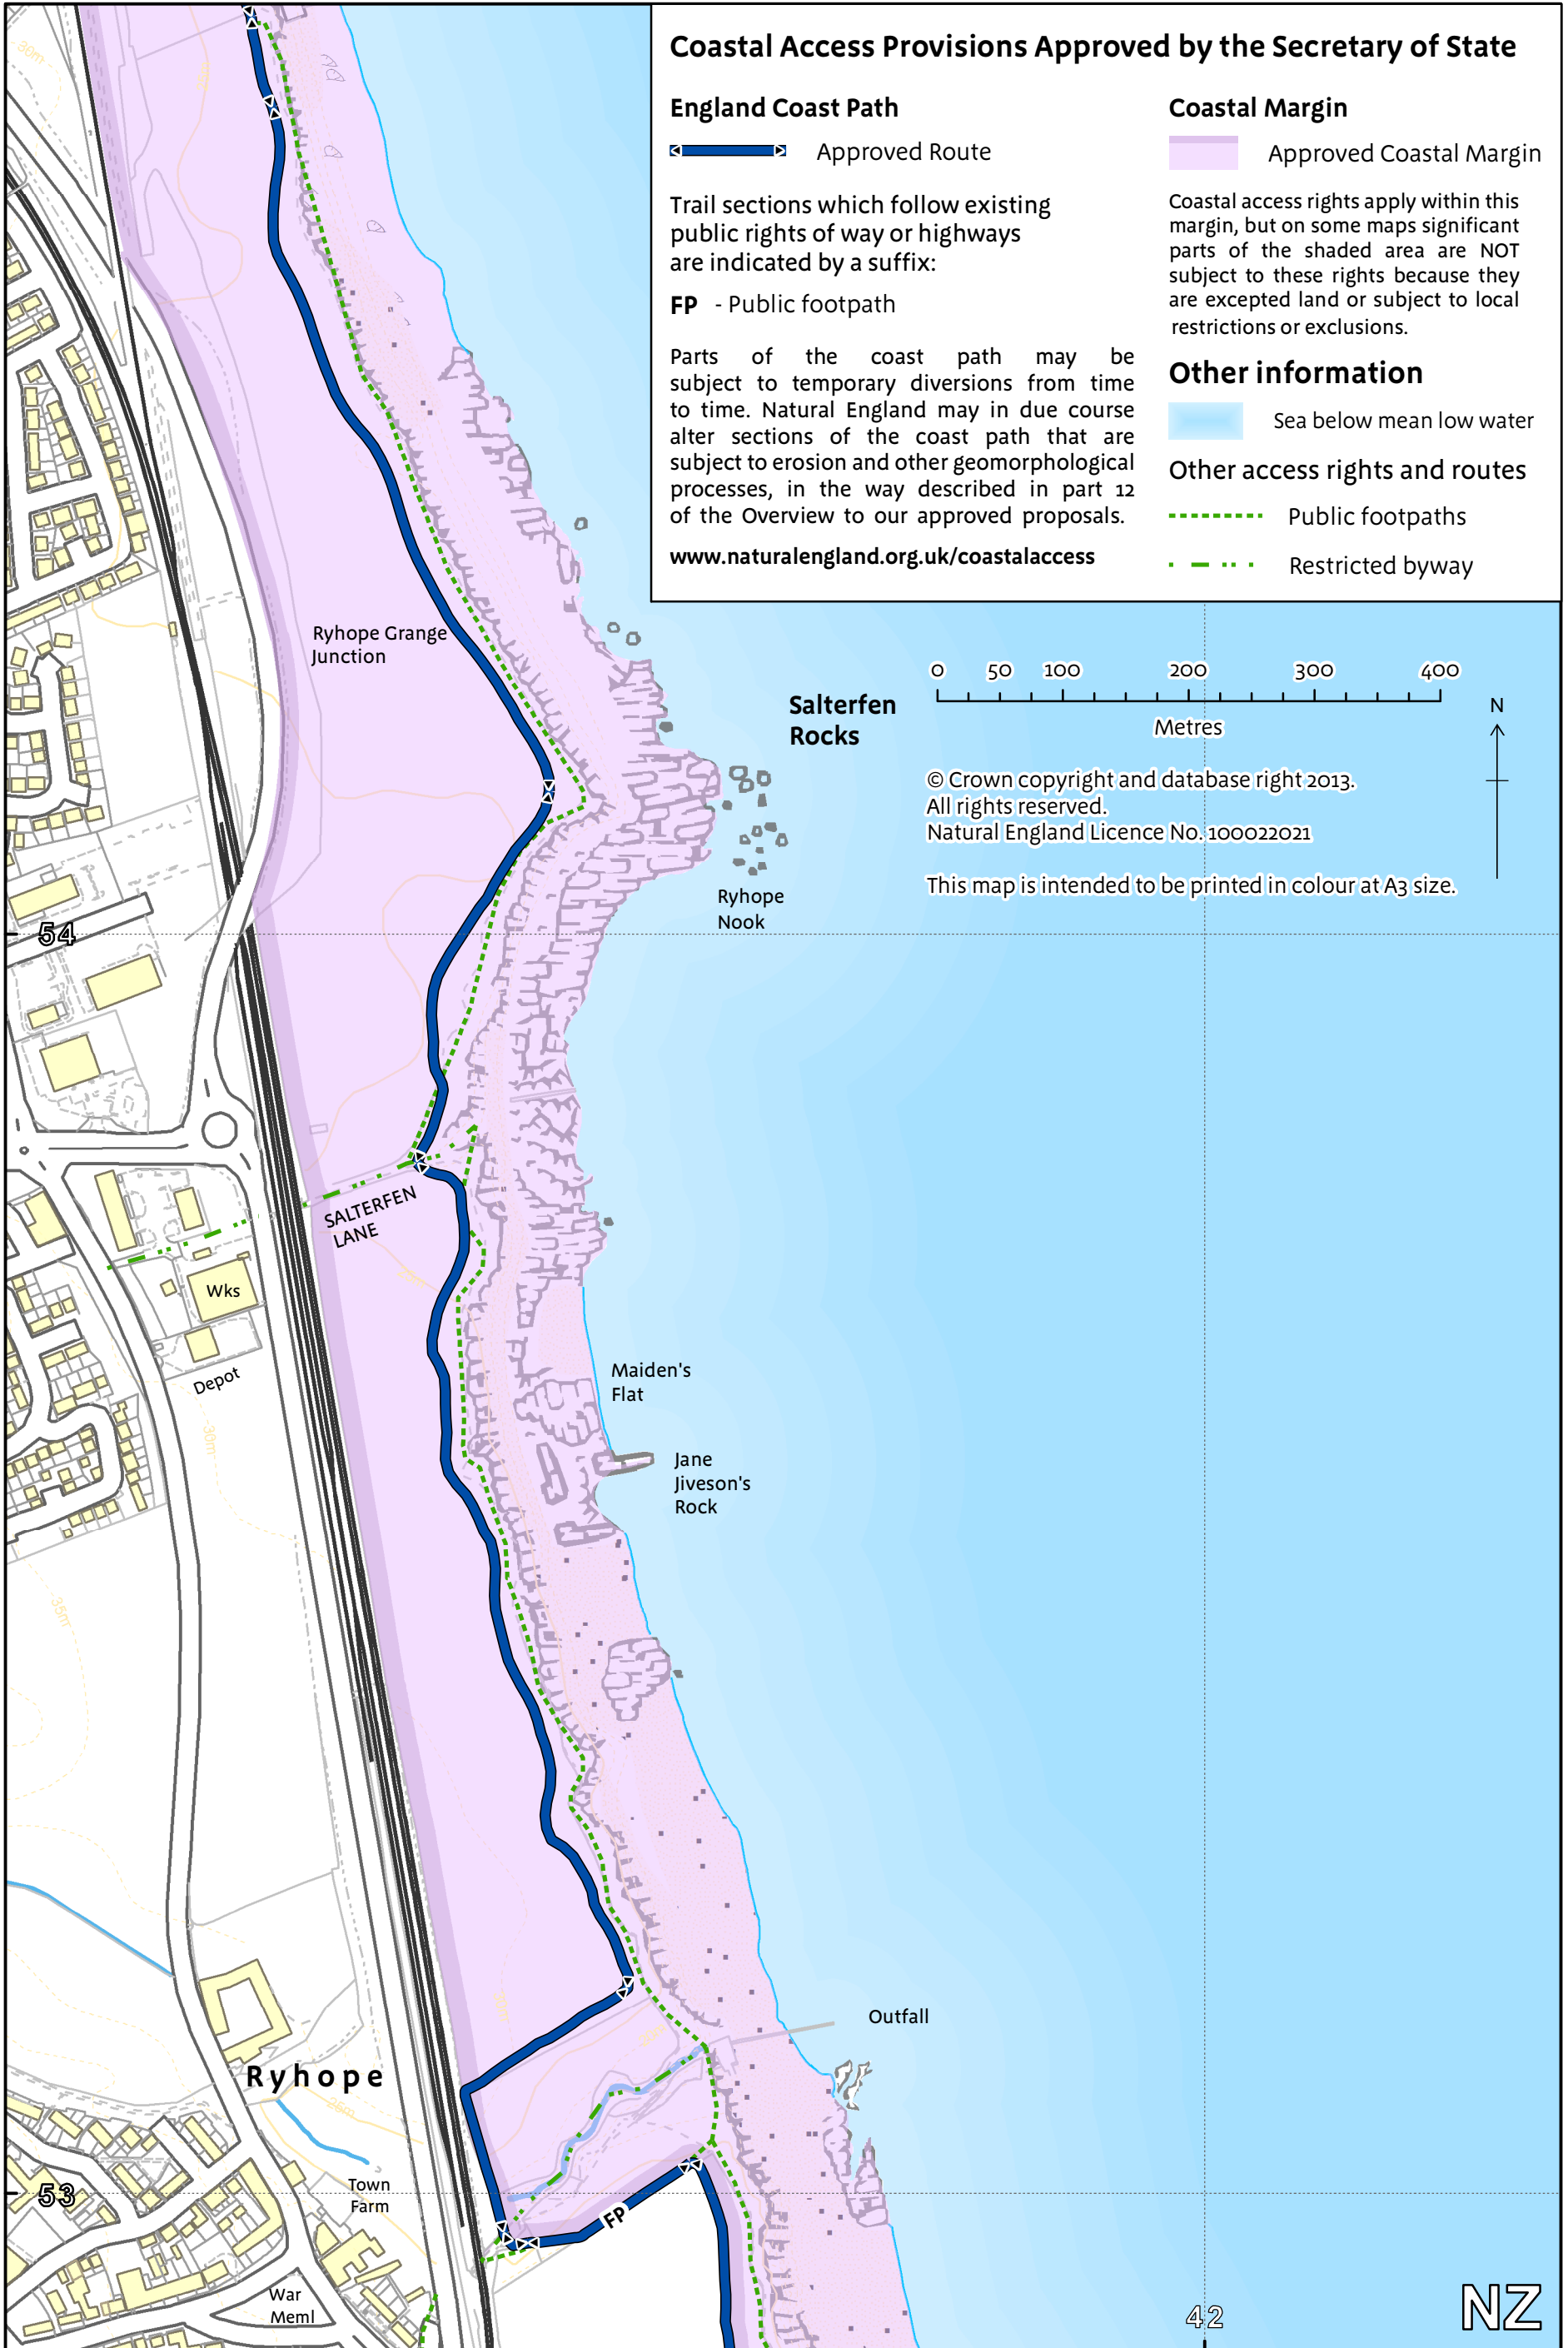 Coastal Access Provisions Approved by the Secretary of State
England Coast Path
Approved Route
Trail sections which follow existing
public rights of way or highways
are indicated by a suffix:
FP - Public footpath
Parts of the coast path may be
subject to temporary diversions from time
to time. Natural England may in due course
alter sections of the coast path that are
subject to erosion and other geomorphological
processes, in the way described in part 12
of the Overview to our approved proposals.
www.naturalengland.org.uk/coastalaccess
Coastal Margin
Approved Coastal Margin
Coastal access rights apply within this
margin, but on some maps significant
parts of the shaded area are NOT
subject to these rights because they
are excepted land or subject to local
restrictions or exclusions.
Other information
Sea below mean low water
Other access rights and routes
Public footpaths
Restricted byway
30m
Ryhope Grange
Junction
Salterfen
Rocks
0 50 100 200 300 400
Metres
N
© Crown copyright and database right 2013.
All rights reserved.
Natural England Licence No. 100022021
This map is intended to be printed in colour at A3 size.
Ryhope
Nook
54
SALTERFEN
LANE
Wks
Depot
Maiden's
Flat
30m
Jane
Jiveson's
Rock
35m
Outfall
Ryhope
25m
Town
Farm
53
FP
War
Meml
42
NZ